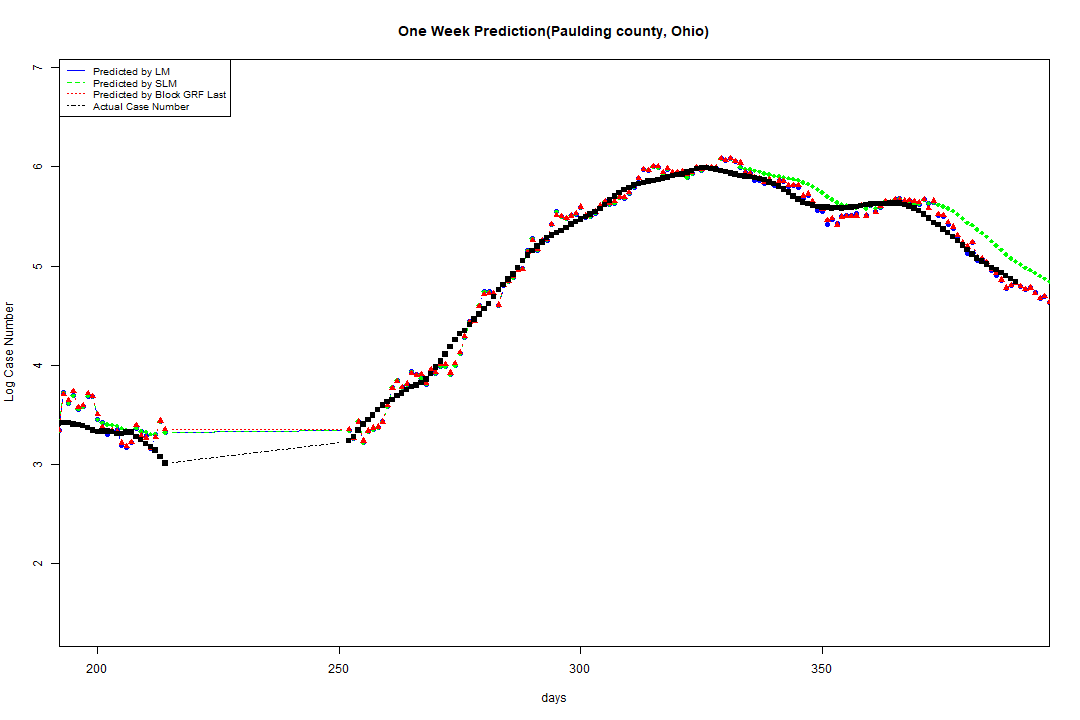 One Week Prediction(Paulding county, Ohio)
Predicted by LM
Predicted by SLM
Predicted by Block GRF Last
Actual Case Number
7
6
5
4
3
2
Log Case Number
200 250 300 350
days